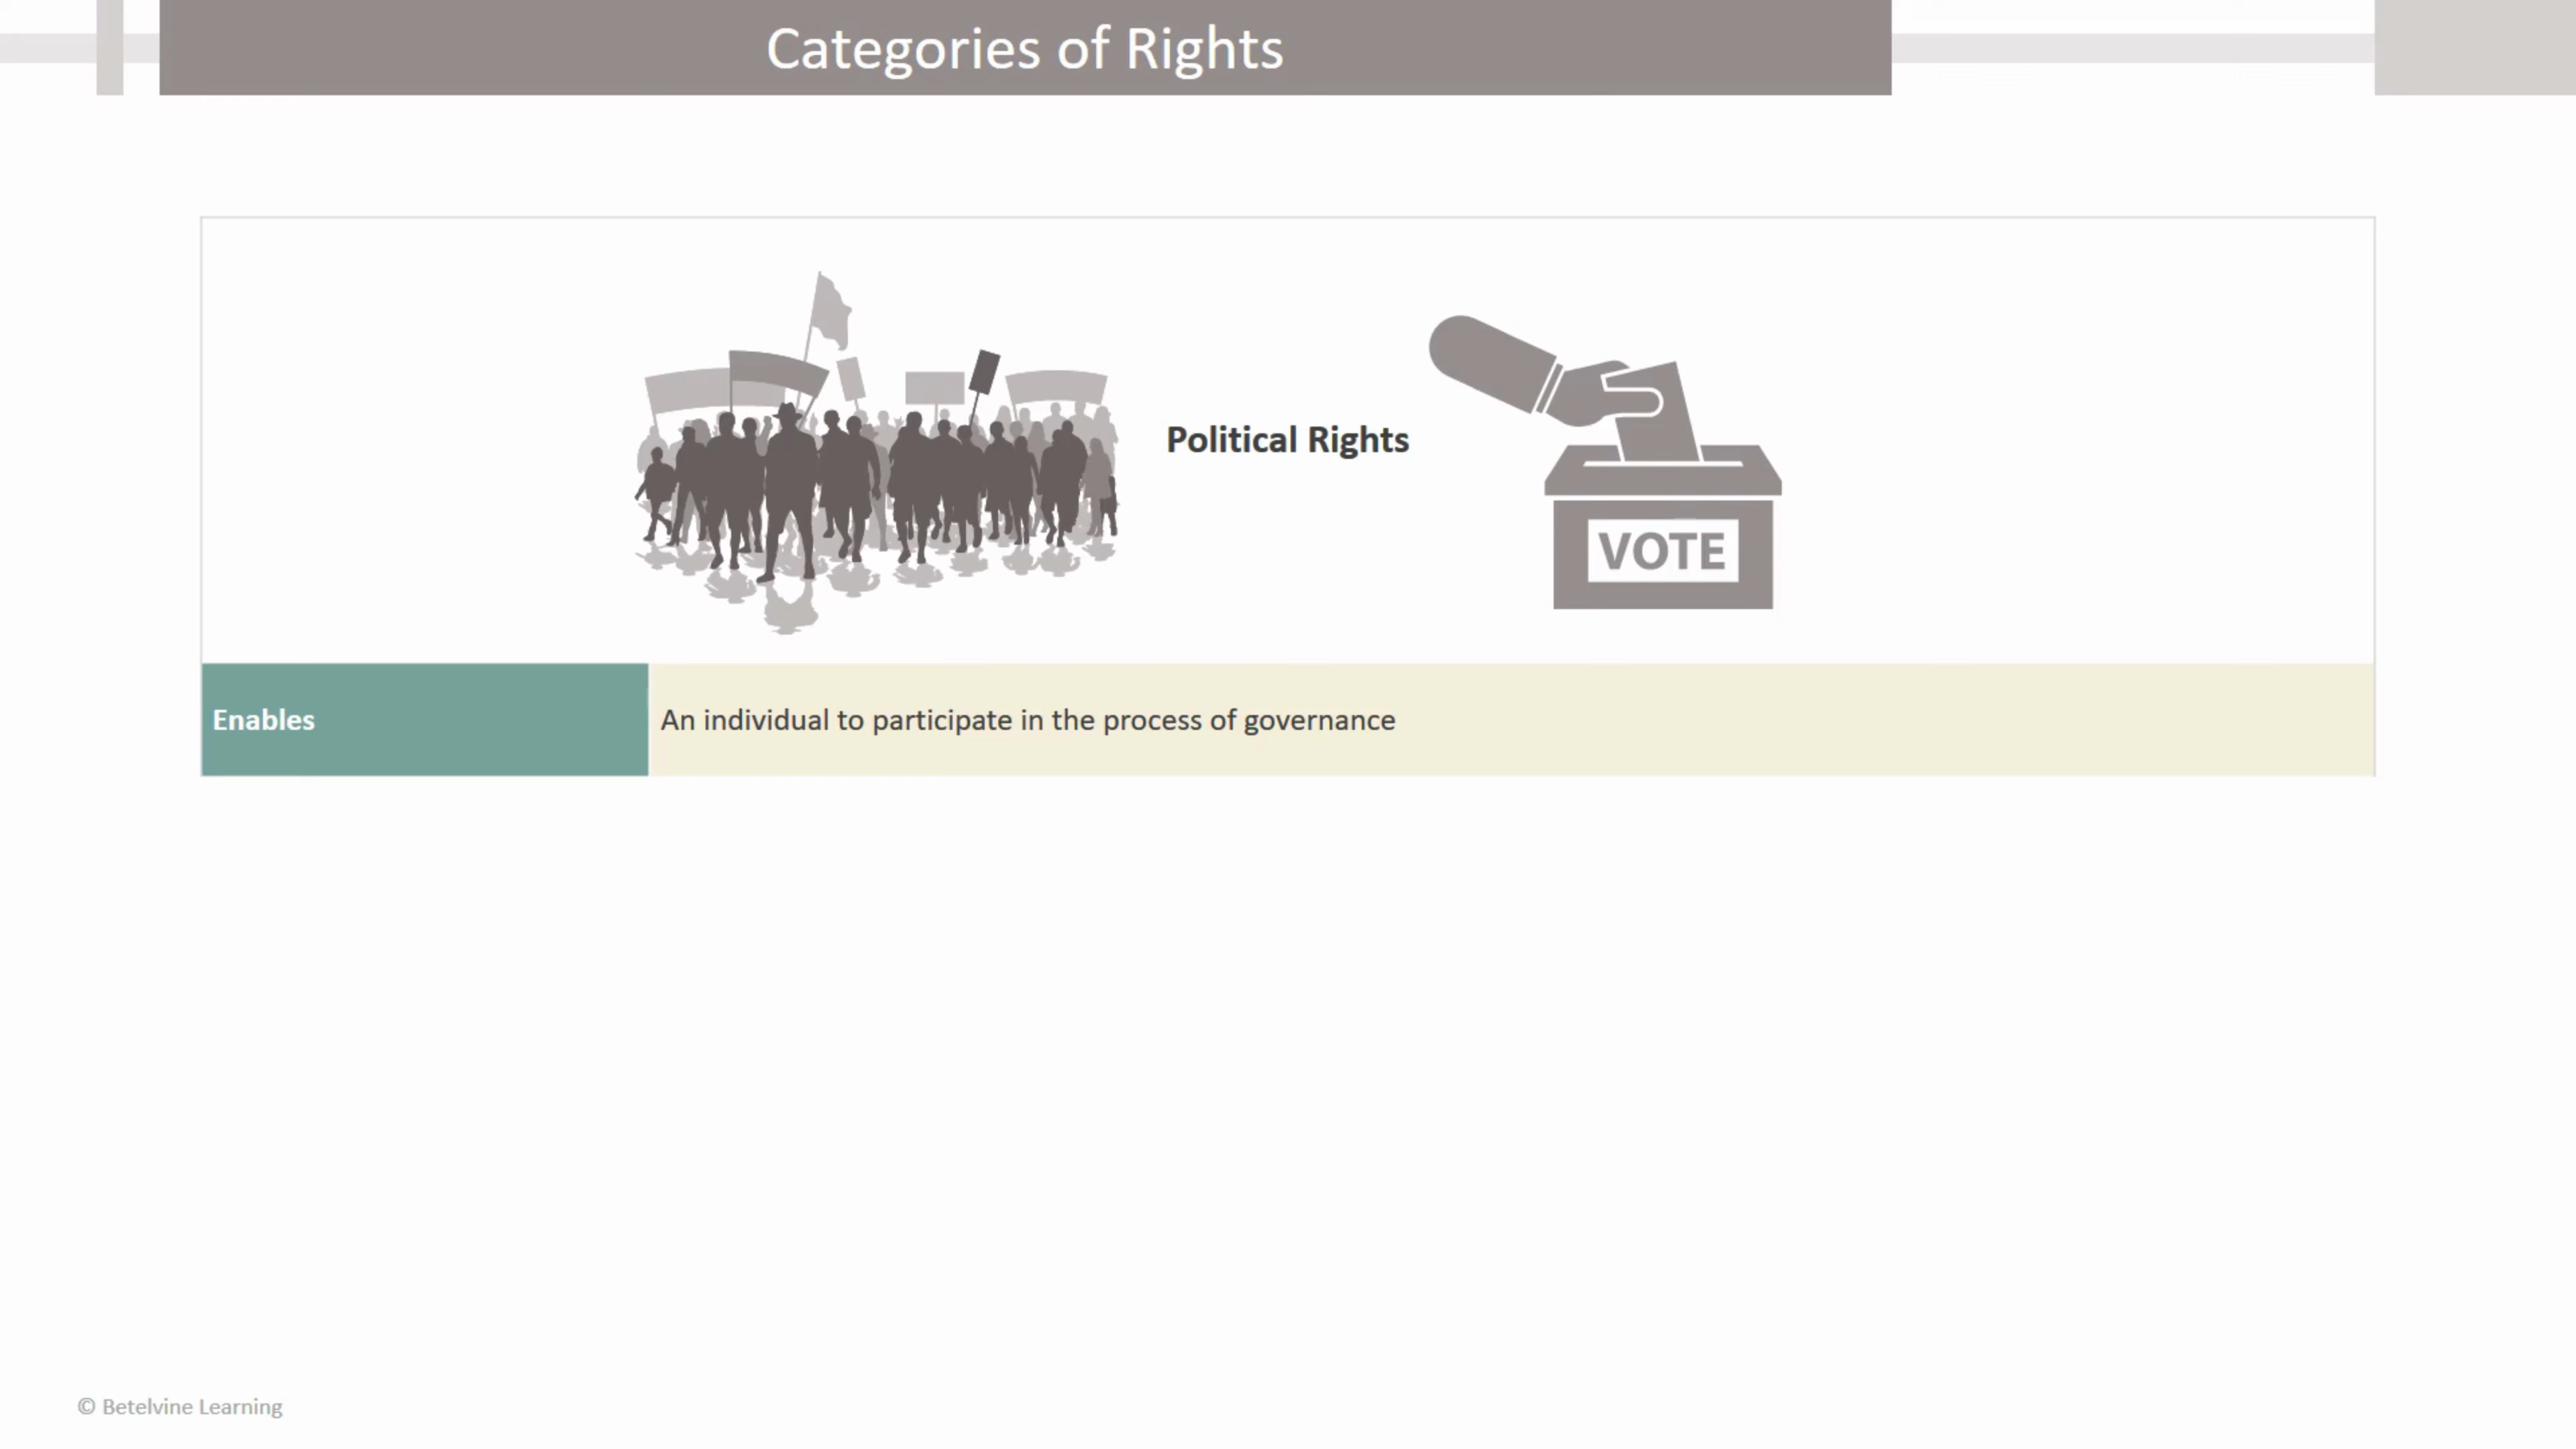 Categories of Rights
Political Rights
VOTE
Enables
An individual to participate in the process of governance
© Betelvine Learning